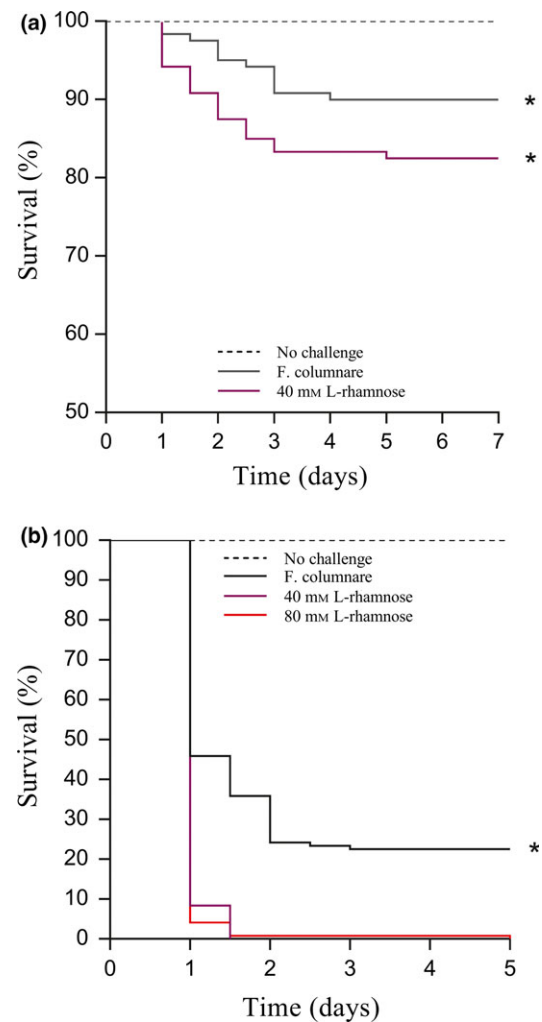 (a)
100
90
80
70
60
50
Survival (%)
*
*
No challenge
F. columnare
40 mM L-rhamnose
0 1 2 3 4 5 6 7
Time (days)
(b)
100
90
80
70
60
50
40
30
20
10
0
Survival (%)
No challenge
F. columnare
40 mM L-rhamnose
80 mM L-rhamnose
*
0 1 2 3 4 5
Time (days)